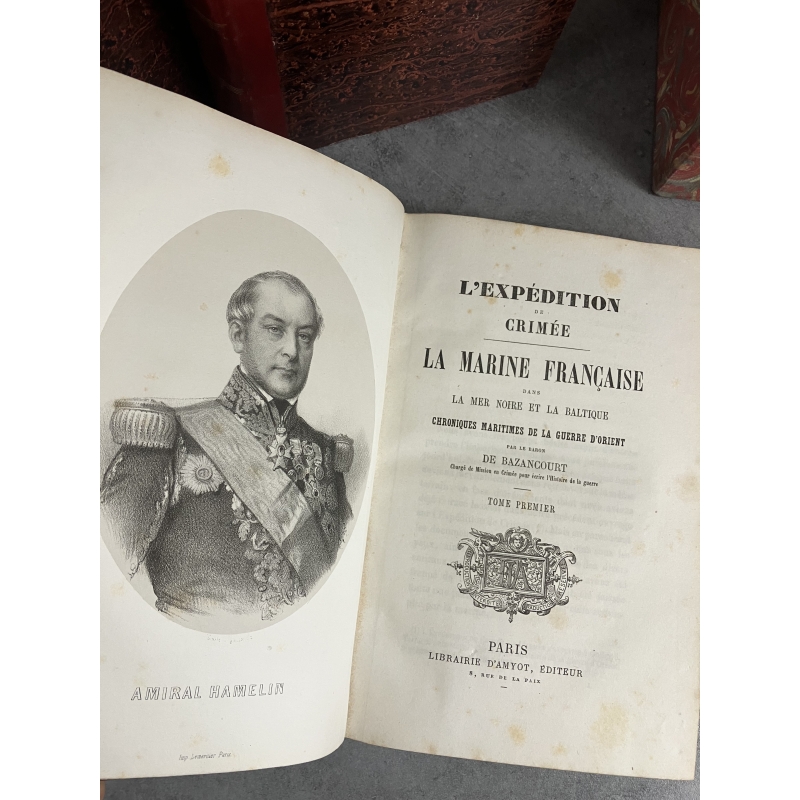 AMIRAL HAMELIN
Imp. Lemercier Paris
L'EXPÉDITION
DE
CRIMÉE
LA MARINE FRANÇAISE
DANS
LA MER NOIRE ET LA BALTIQUE
CHRONIQUES MARITIMES DE LA GUERRE D'ORIENT
PAR LE BARON
DE BAZANCOURT
Chargé de Mission en Crimée pour écrire l'Histoire de la guerre
TOME PREMIER
PARIS
LIBRAIRIE D'AMYOT, ÉDITEUR
8, RUE DE LA PAIX